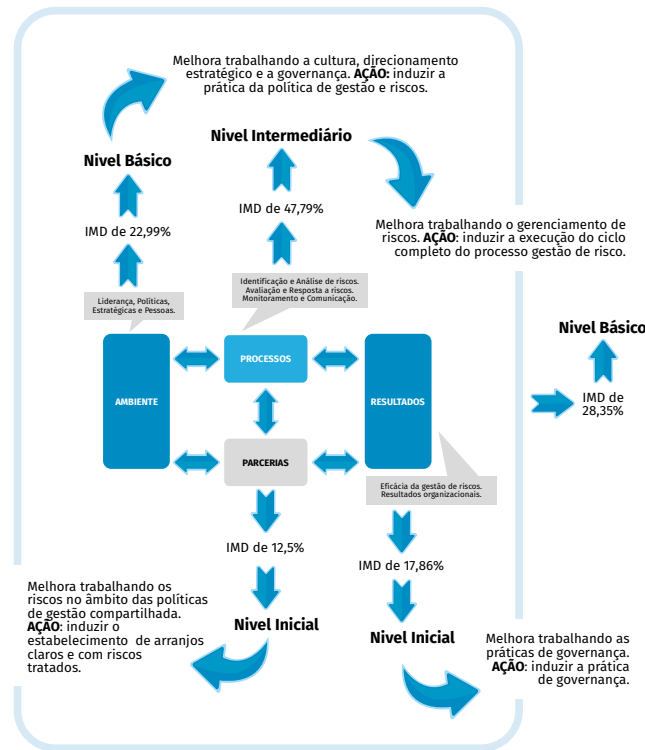 Melhora trabalhando a cultura, direcionamento
estratégico e a governança. AÇÃO: induzir a
prática da política de gestão e riscos.
Nivel Intermediário
Nivel Básico
IMD de 47,79%
IMD de 22,99%
Melhora trabalhando o gerenciamento de
riscos. AÇÃO: induzir a execução do ciclo
completo do processo gestão de risco.
Identificação e Análise de riscos.
Avaliação e Resposta a riscos.
Monitoramento e Comunicação.
Liderança, Políticas,
Estratégicas e Pessoas.
Nivel Básico
IMD de
28,35%
PROCESSOS
AMBIENTE
RESULTADOS
PARCERIAS
Eficácia da gestão de riscos.
Resultados organizacionais.
IMD de 12,5%
IMD de 17,86%
Melhora trabalhando os
riscos no âmbito das políticas
de gestão compartilhada.
AÇÃO: induzir o
estabelecimento de arranjos
claros e com riscos
tratados.
Nivel Inicial
Nivel Inicial
Melhora trabalhando as
práticas de governança.
AÇÃO: induzir a prática
de governança.